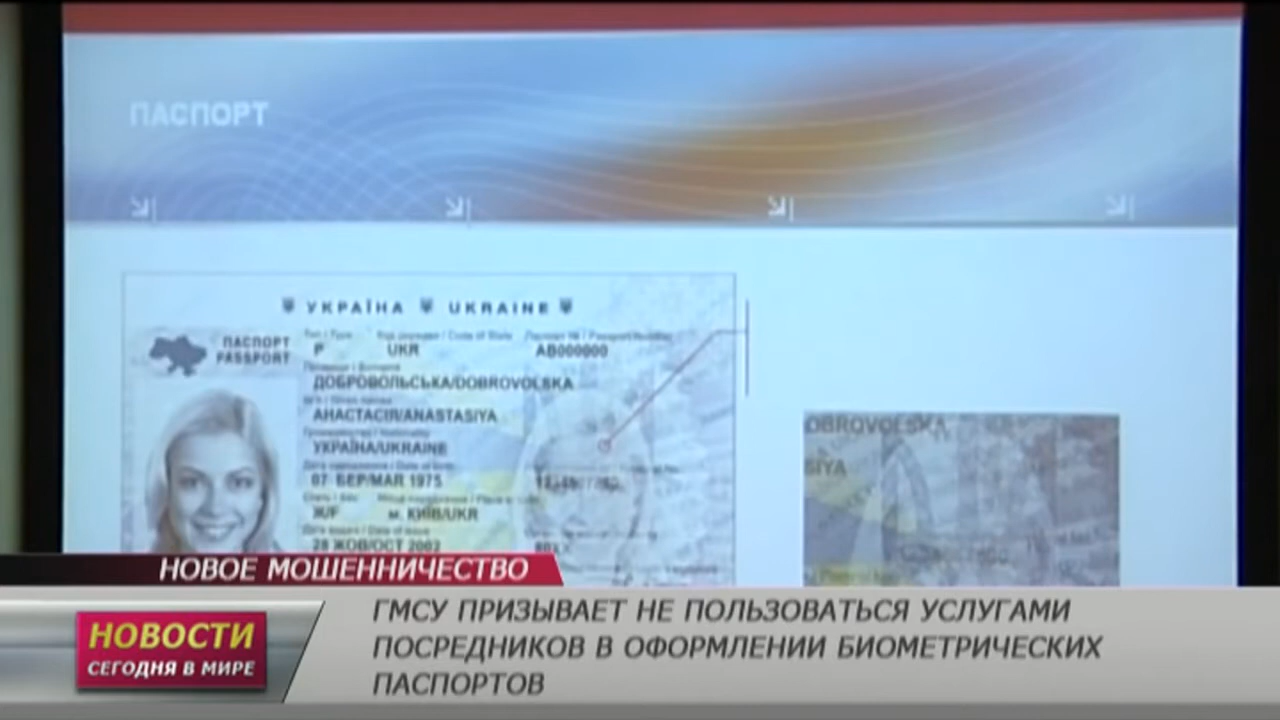 ПАСПОРТ
УКРАЇНА UKRAINE
ПАСПОРТ
PASSPORT
P UKR AB000000
ДОБРОВОЛЬСЬКА/DOBROVOLSKA
АНАСТАСІЯ/ANASTASIYA
УКРАЇНА/UKRAINE
07 БЕР/MAR 1975
Ж/F м. КИЇВ/UKR
28 ЖОВ/OCT 2002
OBROVOLSKA
SIYA
НОВОЕ МОШЕННИЧЕСТВО
НОВОСТИ
СЕГОДНЯ В МИРЕ
ГМСУ ПРИЗЫВАЕТ НЕ ПОЛЬЗОВАТЬСЯ УСЛУГАМИ
ПОСРЕДНИКОВ В ОФОРМЛЕНИИ БИОМЕТРИЧЕСКИХ
ПАСПОРТОВ